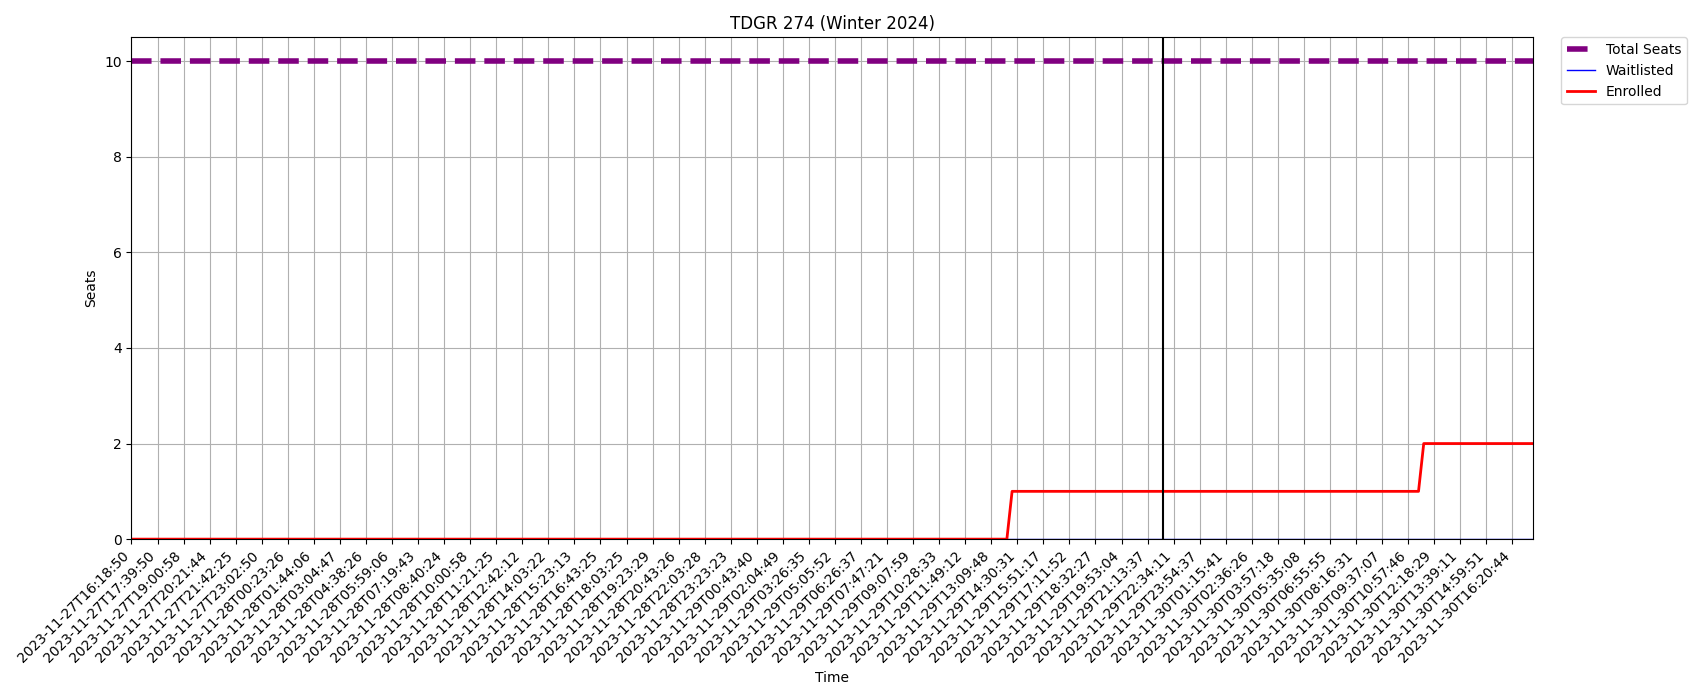 TDGR 274 (Winter 2024)
Total Seats
Waitlisted
Enrolled
10
8
6
4
2
0
Seats
2023-11-27T16:18:50
2023-11-27T17:39:50
2023-11-27T19:00:58
2023-11-27T20:21:44
2023-11-27T21:42:25
2023-11-27T23:02:50
2023-11-28T00:23:26
2023-11-28T01:44:06
2023-11-28T03:04:47
2023-11-28T04:38:26
2023-11-28T05:59:06
2023-11-28T07:19:43
2023-11-28T08:40:24
2023-11-28T10:00:58
2023-11-28T11:21:25
2023-11-28T12:42:12
2023-11-28T14:03:22
2023-11-28T15:23:13
2023-11-28T16:43:25
2023-11-28T18:03:25
2023-11-28T19:23:29
2023-11-28T20:43:26
2023-11-28T22:03:28
2023-11-28T23:23:23
2023-11-29T00:43:40
2023-11-29T02:04:49
2023-11-29T03:26:35
2023-11-29T05:05:52
2023-11-29T06:26:37
2023-11-29T07:47:21
2023-11-29T09:07:59
2023-11-29T10:28:33
2023-11-29T11:49:12
2023-11-29T13:09:48
2023-11-29T14:30:31
2023-11-29T15:51:17
2023-11-29T17:11:52
2023-11-29T18:32:27
2023-11-29T19:53:04
2023-11-29T21:13:37
2023-11-29T22:34:11
2023-11-29T23:54:37
2023-11-30T01:15:41
2023-11-30T02:36:26
2023-11-30T03:57:18
2023-11-30T05:35:08
2023-11-30T06:55:55
2023-11-30T08:16:31
2023-11-30T09:37:07
2023-11-30T10:57:46
2023-11-30T12:18:29
2023-11-30T13:39:11
2023-11-30T14:59:51
2023-11-30T16:20:44
Time